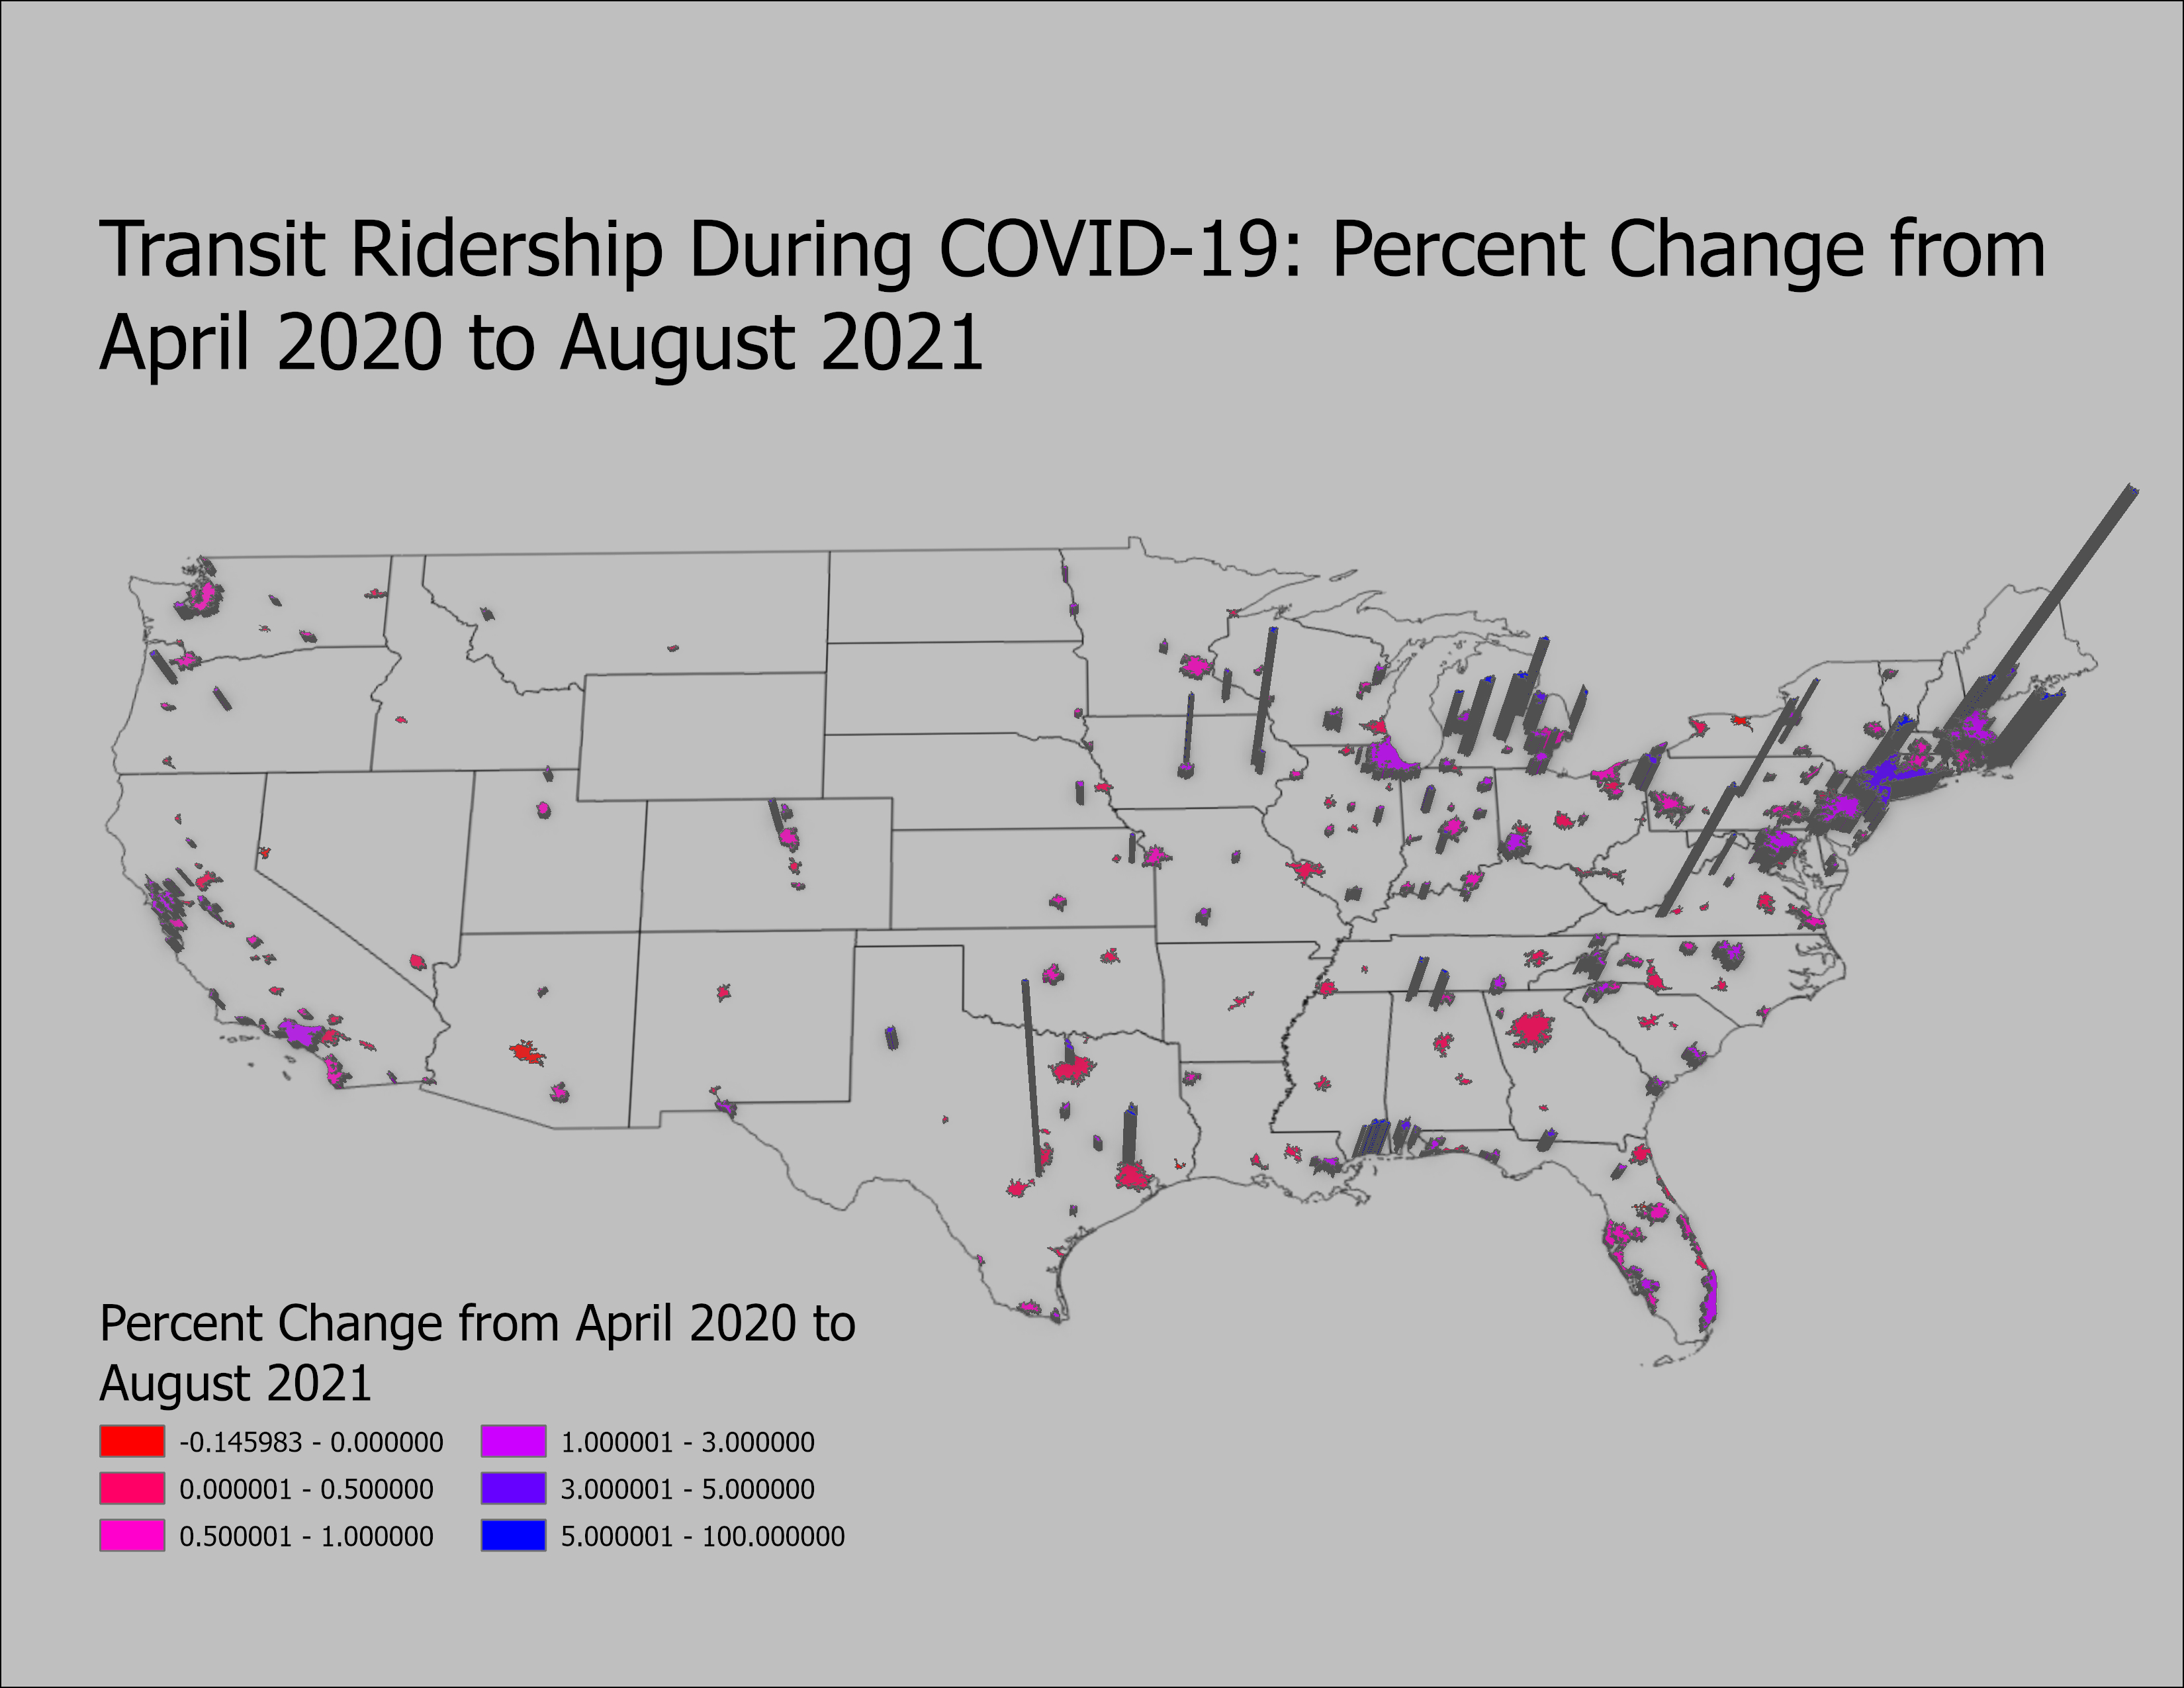 Transit Ridership During COVID-19: Percent Change from
April 2020 to August 2021
Percent Change from April 2020 to
August 2021
-0.145983 - 0.000000
0.000001 - 0.500000
0.500001 - 1.000000
1.000001 - 3.000000
3.000001 - 5.000000
5.000001 - 100.000000